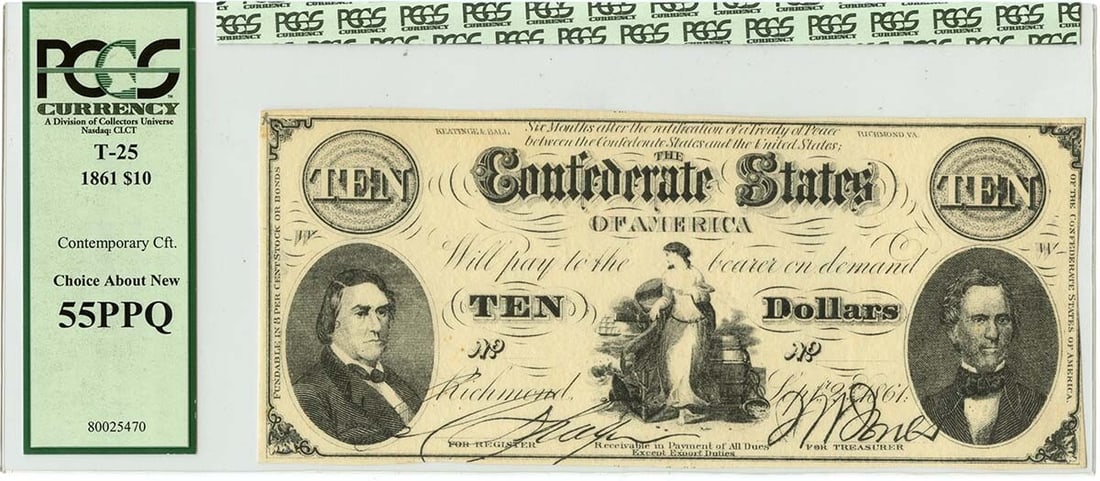 PCGS
CURRENCY
A Division of Collectors Universe
Nasdaq: CLCT
T-25
1861 $10
Contemporary Cft.
Choice About New
55PPQ
80025470
PCGS CURRENCY
KEATINGE & BALL.
RICHMOND VA.
Six Months after the ratification of a Treaty of Peace
between the Confederate States and the United States;
THE
Confederate States
OF AMERICA
TEN
TEN
W
W
Will pay to the bearer on demand
TEN Dollars
No
No
Richmond, Sept 2d 1861.
FOR REGISTER
Receivable in Payment of All Dues
Except Export Duties
FOR TREASURER
FUNDABLE IN 8 PER CENT STOCK OR BONDS
OF THE CONFEDERATE STATES OF AMERICA